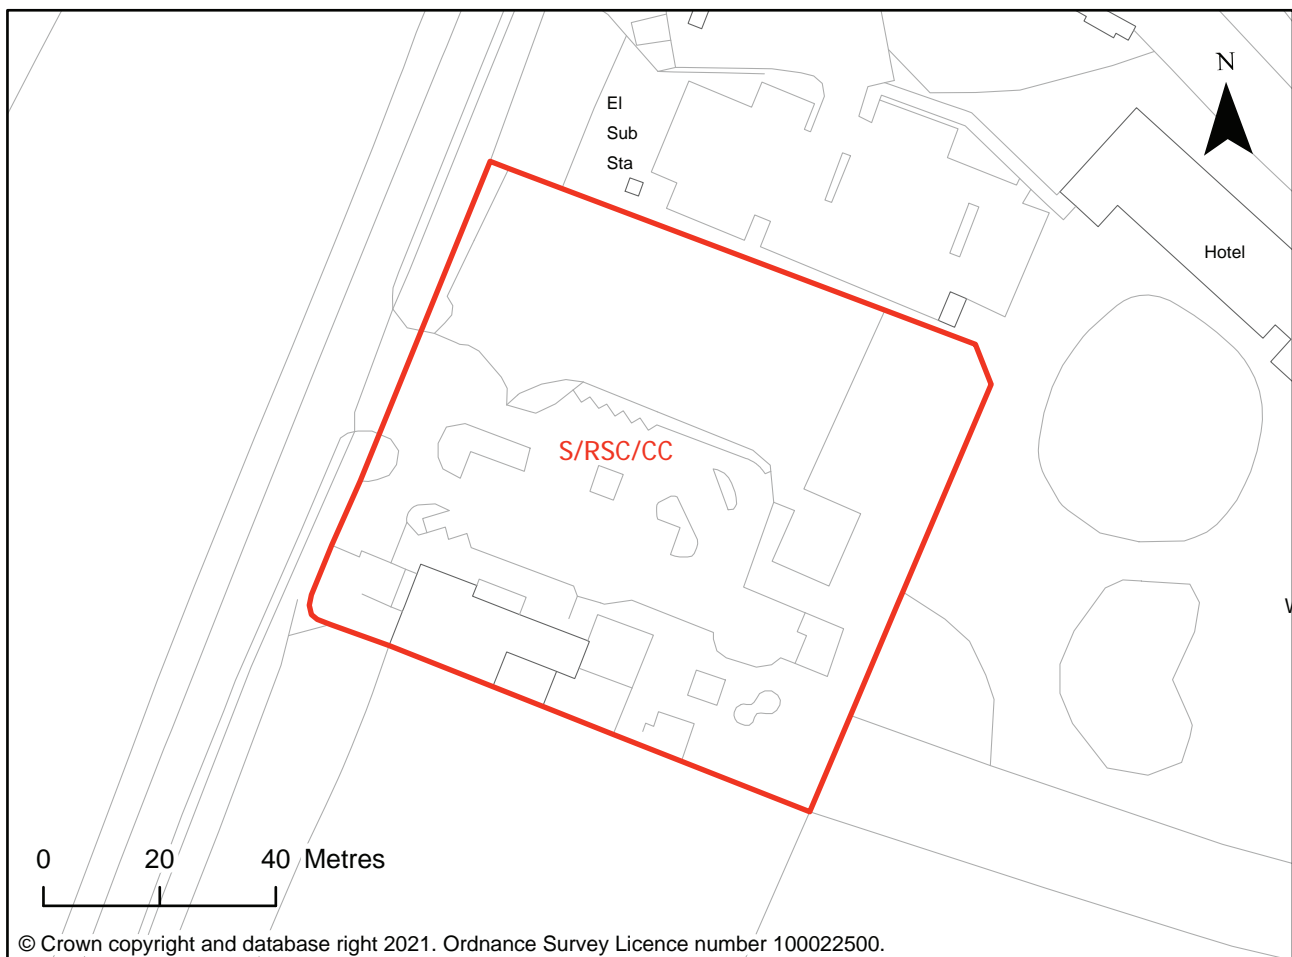 N
El
Sub
Sta
Hotel
S/RSC/CC
0 20 40 Metres
© Crown copyright and database right 2021. Ordnance Survey Licence number 100022500.